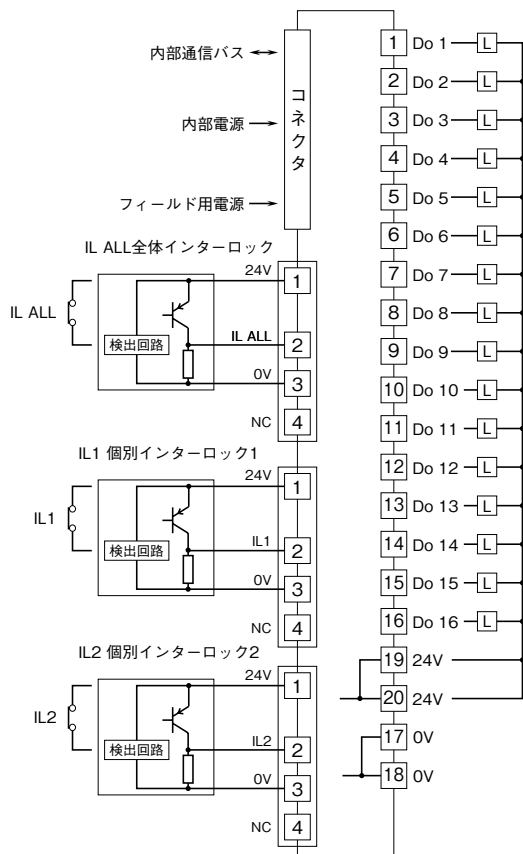 内部通信バス
内部電源
フィールド用電源
コネクタ
IL ALL全体インターロック
24V
1
IL ALL
検出回路
IL ALL
2
0V
3
NC
4
IL1 個別インターロック1
24V
1
IL1
検出回路
IL1
2
0V
3
NC
4
IL2 個別インターロック2
24V
1
IL2
検出回路
IL2
2
0V
3
NC
4
1 Do 1 L
2 Do 2 L
3 Do 3 L
4 Do 4 L
5 Do 5 L
6 Do 6 L
7 Do 7 L
8 Do 8 L
9 Do 9 L
10 Do 10 L
11 Do 11 L
12 Do 12 L
13 Do 13 L
14 Do 14 L
15 Do 15 L
16 Do 16 L
19 24V
20 24V
17 0V
18 0V